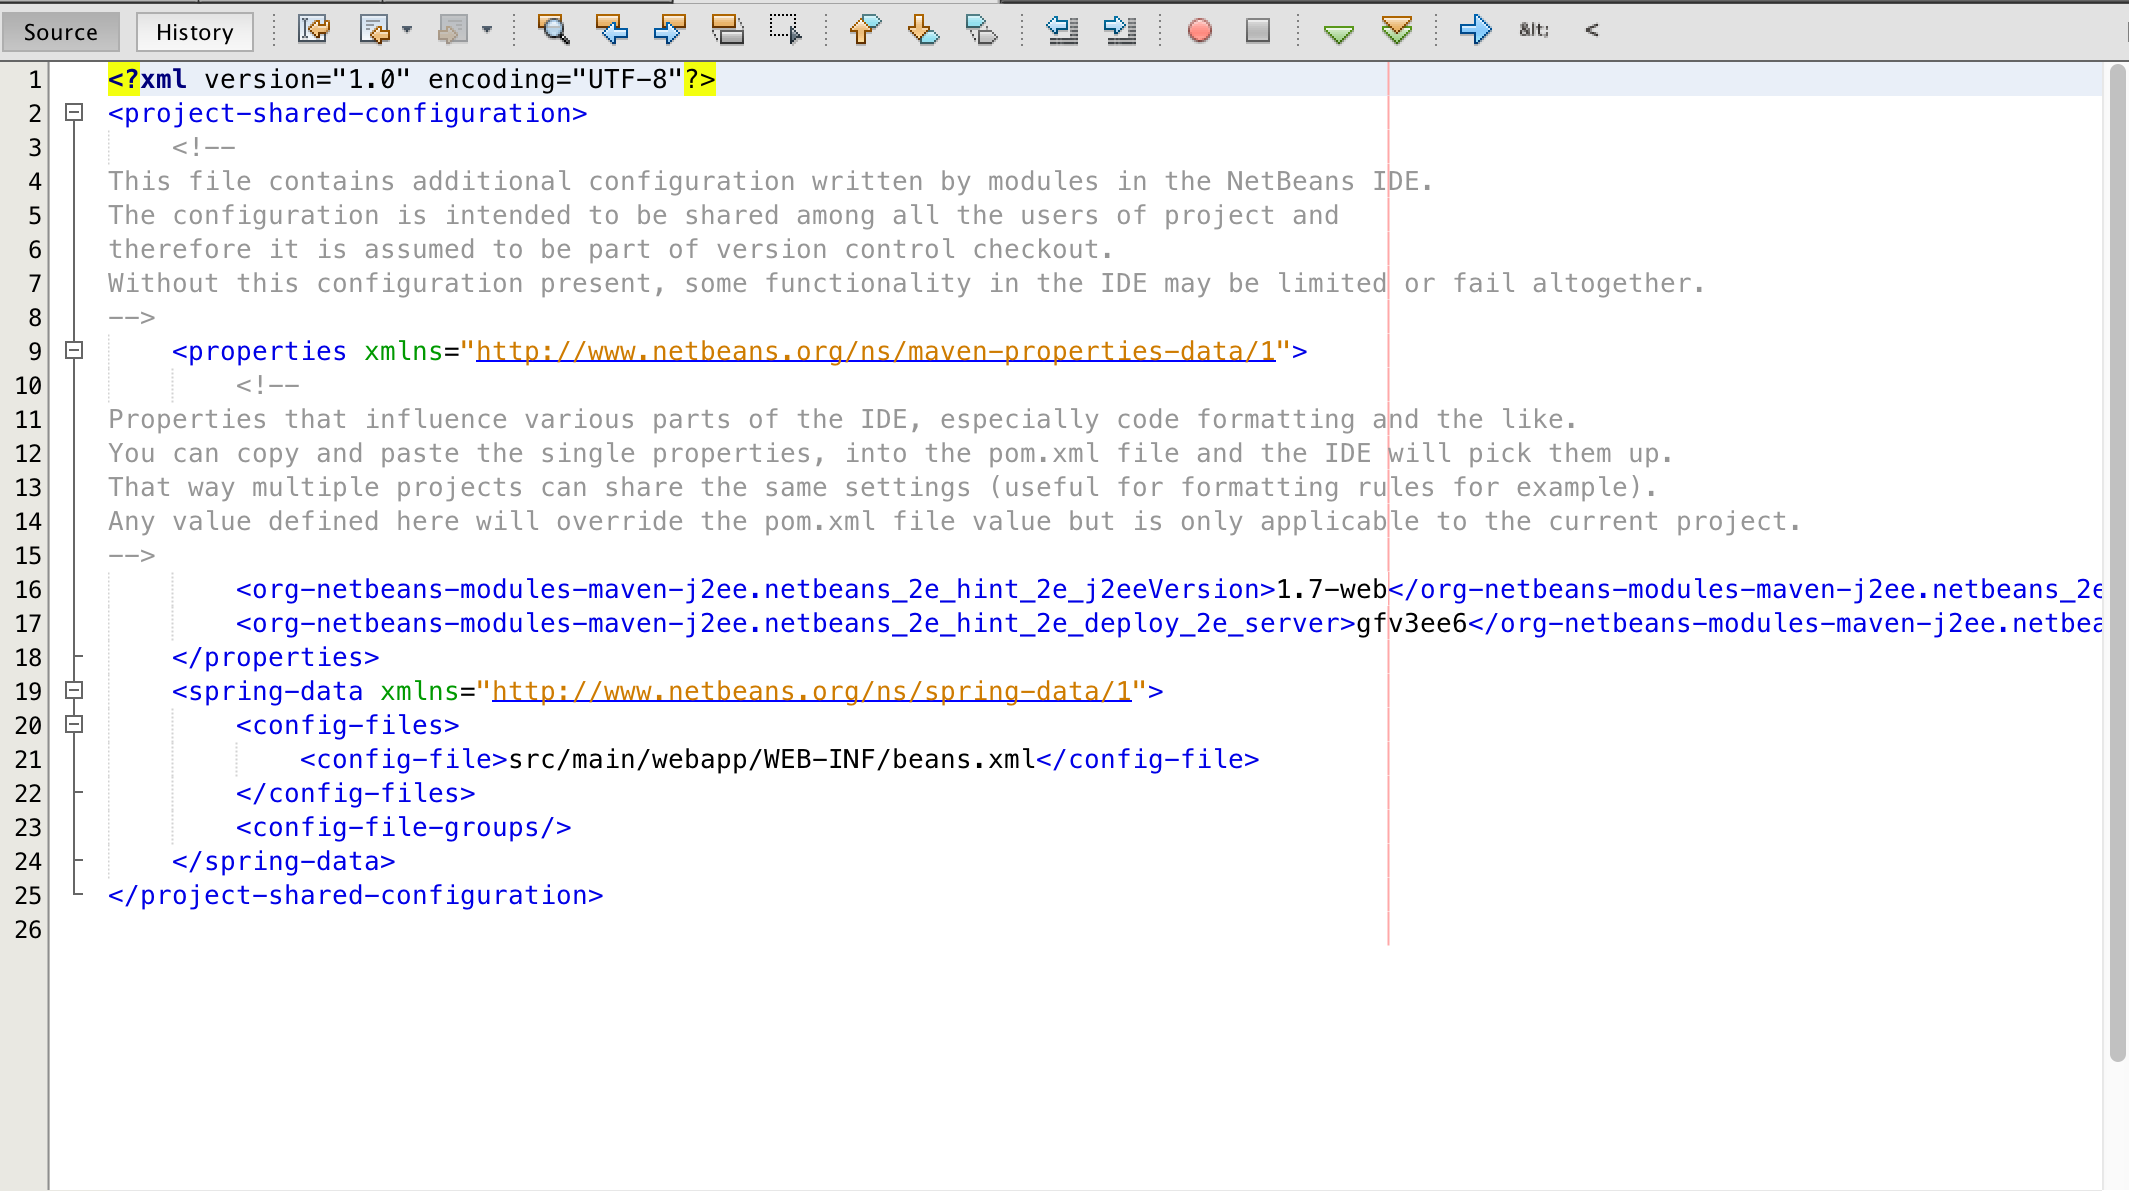 Source History &lt; <
1 <?xml version="1.0" encoding="UTF-8"?>
2 <project-shared-configuration>
3     <!--
4 This file contains additional configuration written by modules in the NetBeans IDE.
5 The configuration is intended to be shared among all the users of project and
6 therefore it is assumed to be part of version control checkout.
7 Without this configuration present, some functionality in the IDE may be limited or fail altogether.
8 -->
9     <properties xmlns="http://www.netbeans.org/ns/maven-properties-data/1">
10         <!--
11 Properties that influence various parts of the IDE, especially code formatting and the like.
12 You can copy and paste the single properties, into the pom.xml file and the IDE will pick them up.
13 That way multiple projects can share the same settings (useful for formatting rules for example).
14 Any value defined here will override the pom.xml file value but is only applicable to the current project.
15 -->
16         <org-netbeans-modules-maven-j2ee.netbeans_2e_hint_2e_j2eeVersion>1.7-web</org-netbeans-modules-maven-j2ee.netbeans_2e
17         <org-netbeans-modules-maven-j2ee.netbeans_2e_hint_2e_deploy_2e_server>gfv3ee6</org-netbeans-modules-maven-j2ee.netbea
18     </properties>
19     <spring-data xmlns="http://www.netbeans.org/ns/spring-data/1">
20         <config-files>
21             <config-file>src/main/webapp/WEB-INF/beans.xml</config-file>
22         </config-files>
23         <config-file-groups/>
24     </spring-data>
25 </project-shared-configuration>
26